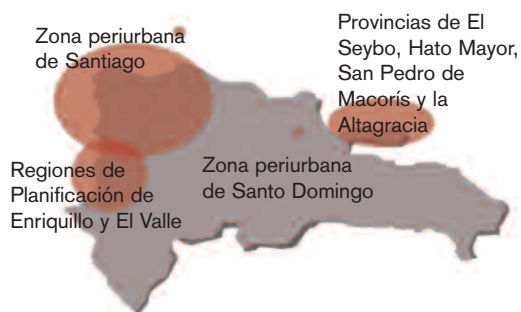 Zona periurbana
de Santiago
Provincias de El
Seybo, Hato Mayor,
San Pedro de
Macorís y la
Altagracia
Regiones de
Planificación de
Enriquillo y El Valle
Zona periurbana
de Santo Domingo